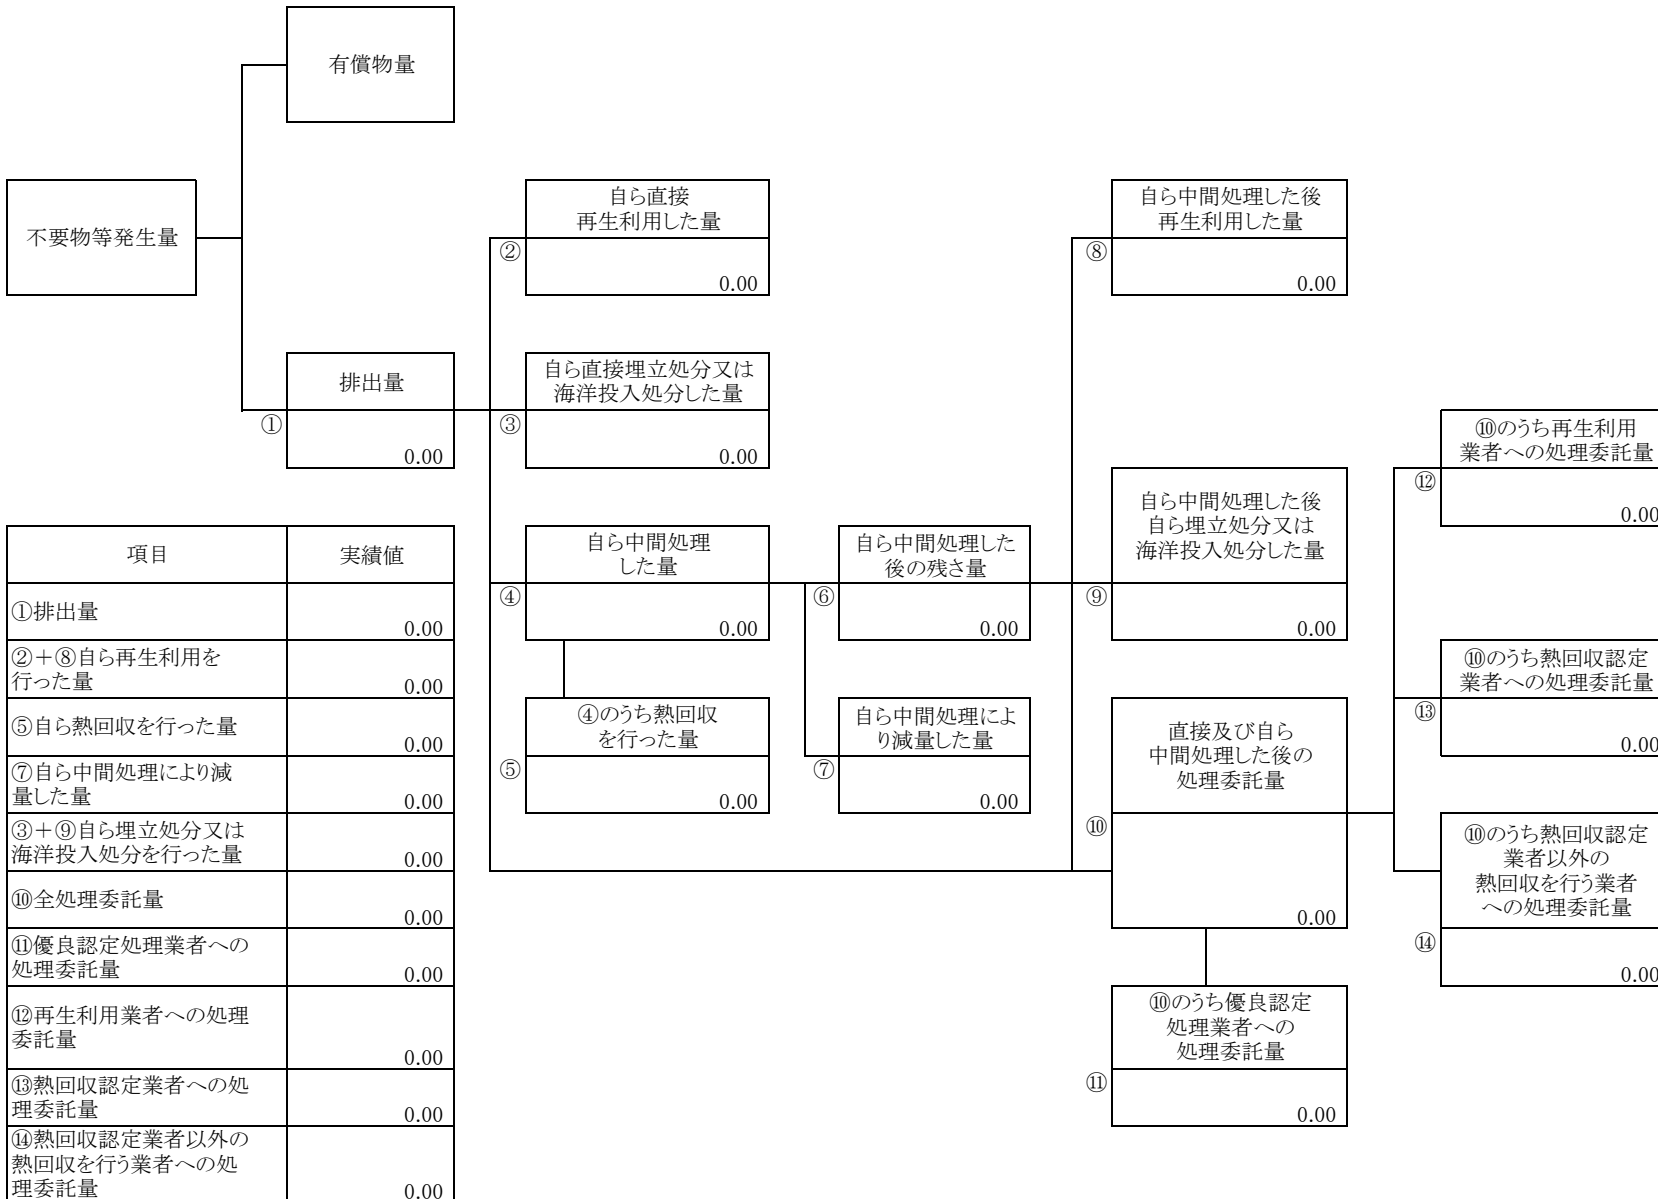 有償物量
不要物等発生量
排出量
①
0.00
自ら直接
再生利用した量
②
0.00
自ら直接埋立処分又は
海洋投入処分した量
③
0.00
自ら中間処理
した量
④
0.00
④のうち熱回収
を行った量
⑤
0.00
自ら中間処理した
後の残さ量
⑥
0.00
自ら中間処理によ
り減量した量
⑦
0.00
自ら中間処理した後
再生利用した量
⑧
0.00
自ら中間処理した後
自ら埋立処分又は
海洋投入処分した量
⑨
0.00
直接及び自ら
中間処理した後の
処理委託量
⑩
0.00
⑩のうち優良認定
処理業者への
処理委託量
⑪
0.00
⑩のうち再生利用
業者への処理委託量
⑫
0.00
⑩のうち熱回収認定
業者への処理委託量
⑬
0.00
⑩のうち熱回収認定
業者以外の
熱回収を行う業者
への処理委託量
⑭
0.00
項目 実績値
①排出量
0.00
②＋⑧自ら再生利用を
行った量 0.00
⑤自ら熱回収を行った量
0.00
⑦自ら中間処理により減
量した量 0.00
③＋⑨自ら埋立処分又は
海洋投入処分を行った量 0.00
⑩全処理委託量
0.00
⑪優良認定処理業者への
処理委託量 0.00
⑫再生利用業者への処理
委託量
0.00
⑬熱回収認定業者への処
理委託量 0.00
⑭熱回収認定業者以外の
熱回収を行う業者への処
理委託量 0.00